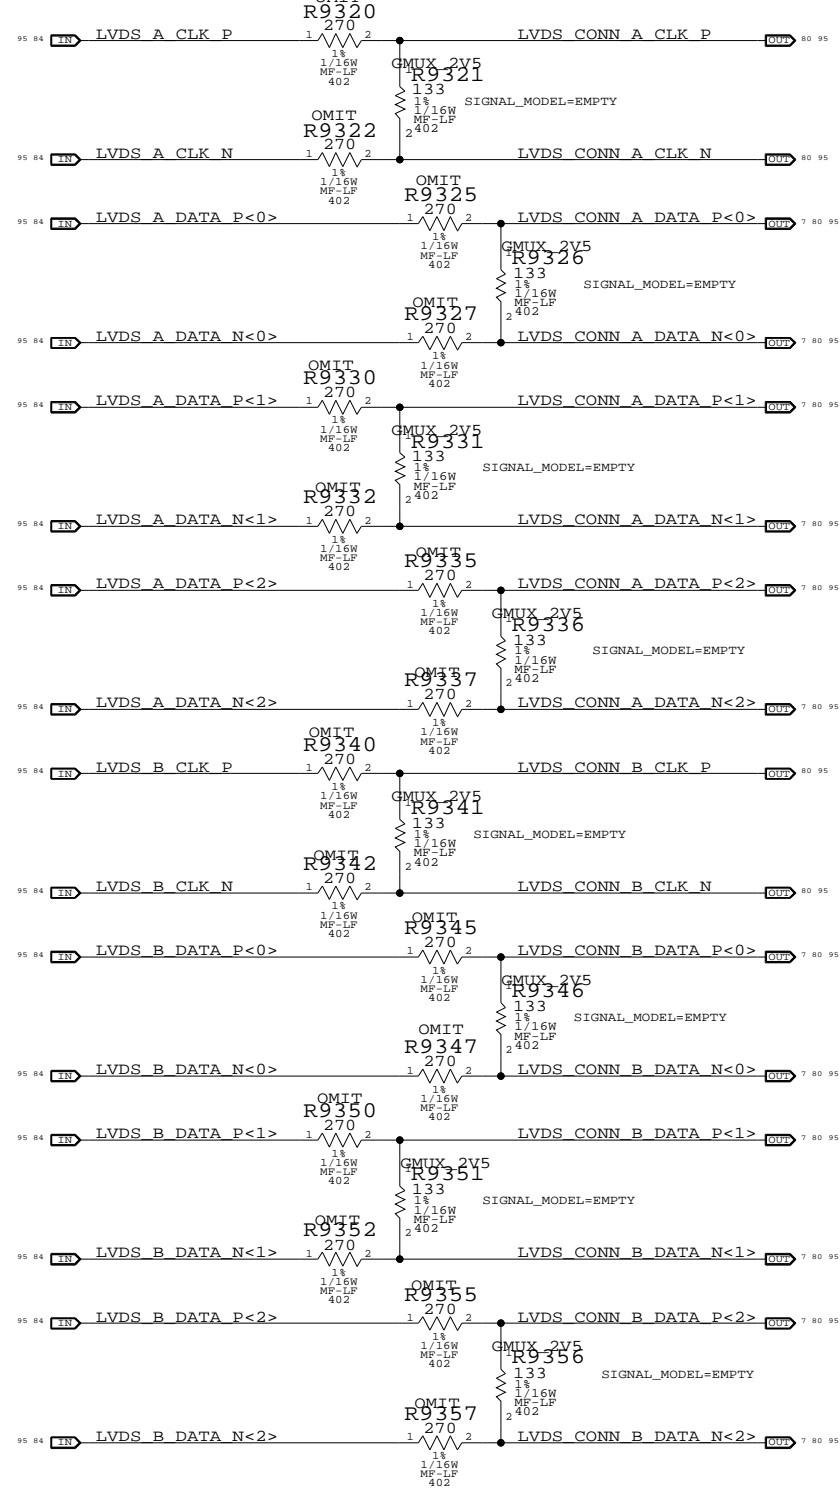 OMIT
R9320
95 84 IN LVDS_A_CLK_P 1 270 2 LVDS_CONN_A_CLK_P OUT 80 95
1%
1/16W
MF-LF
402
GMUX_2V5
1 R9321
133
1%
1/16W
MF-LF
2 402
SIGNAL_MODEL=EMPTY
OMIT
R9322
95 84 IN LVDS_A_CLK_N 1 270 2 LVDS_CONN_A_CLK_N OUT 80 95
1%
1/16W
MF-LF
402
OMIT
R9325
95 84 IN LVDS_A_DATA_P<0> 1 270 2 LVDS_CONN_A_DATA_P<0> OUT 7 80 95
1%
1/16W
MF-LF
402
GMUX_2V5
1 R9326
133
1%
1/16W
MF-LF
2 402
SIGNAL_MODEL=EMPTY
OMIT
R9327
95 84 IN LVDS_A_DATA_N<0> 1 270 2 LVDS_CONN_A_DATA_N<0> OUT 7 80 95
1%
1/16W
MF-LF
402
OMIT
R9330
95 84 IN LVDS_A_DATA_P<1> 1 270 2 LVDS_CONN_A_DATA_P<1> OUT 7 80 95
1%
1/16W
MF-LF
402
GMUX_2V5
1 R9331
133
1%
1/16W
MF-LF
2 402
SIGNAL_MODEL=EMPTY
OMIT
R9332
95 84 IN LVDS_A_DATA_N<1> 1 270 2 LVDS_CONN_A_DATA_N<1> OUT 7 80 95
1%
1/16W
MF-LF
402
OMIT
R9335
95 84 IN LVDS_A_DATA_P<2> 1 270 2 LVDS_CONN_A_DATA_P<2> OUT 7 80 95
1%
1/16W
MF-LF
402
GMUX_2V5
1 R9336
133
1%
1/16W
MF-LF
2 402
SIGNAL_MODEL=EMPTY
OMIT
R9337
95 84 IN LVDS_A_DATA_N<2> 1 270 2 LVDS_CONN_A_DATA_N<2> OUT 7 80 95
1%
1/16W
MF-LF
402
OMIT
R9340
95 84 IN LVDS_B_CLK_P 1 270 2 LVDS_CONN_B_CLK_P OUT 80 95
1%
1/16W
MF-LF
402
GMUX_2V5
1 R9341
133
1%
1/16W
MF-LF
2 402
SIGNAL_MODEL=EMPTY
OMIT
R9342
95 84 IN LVDS_B_CLK_N 1 270 2 LVDS_CONN_B_CLK_N OUT 80 95
1%
1/16W
MF-LF
402
OMIT
R9345
95 84 IN LVDS_B_DATA_P<0> 1 270 2 LVDS_CONN_B_DATA_P<0> OUT 7 80 95
1%
1/16W
MF-LF
402
GMUX_2V5
1 R9346
133
1%
1/16W
MF-LF
2 402
SIGNAL_MODEL=EMPTY
OMIT
R9347
95 84 IN LVDS_B_DATA_N<0> 1 270 2 LVDS_CONN_B_DATA_N<0> OUT 7 80 95
1%
1/16W
MF-LF
402
OMIT
R9350
95 84 IN LVDS_B_DATA_P<1> 1 270 2 LVDS_CONN_B_DATA_P<1> OUT 7 80 95
1%
1/16W
MF-LF
402
GMUX_2V5
1 R9351
133
1%
1/16W
MF-LF
2 402
SIGNAL_MODEL=EMPTY
OMIT
R9352
95 84 IN LVDS_B_DATA_N<1> 1 270 2 LVDS_CONN_B_DATA_N<1> OUT 7 80 95
1%
1/16W
MF-LF
402
OMIT
R9355
95 84 IN LVDS_B_DATA_P<2> 1 270 2 LVDS_CONN_B_DATA_P<2> OUT 7 80 95
1%
1/16W
MF-LF
402
GMUX_2V5
1 R9356
133
1%
1/16W
MF-LF
2 402
SIGNAL_MODEL=EMPTY
OMIT
R9357
95 84 IN LVDS_B_DATA_N<2> 1 270 2 LVDS_CONN_B_DATA_N<2> OUT 7 80 95
1%
1/16W
MF-LF
402